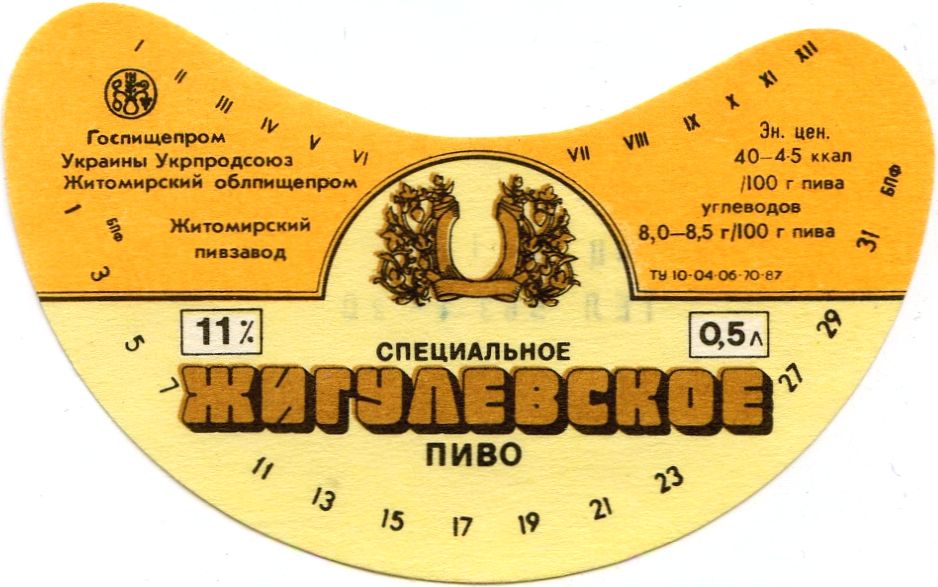 I II III IV V VI VII VIII IX X XI XII
Госпищепром
Украины Укрпродсоюз
Житомирский облпищепром
Житомирский
пивзавод
Эн. цен.
40-45 ккал
/100 г пива
углеводов
8,0-8,5 г/100 г пива
ТУ 10-04-06-70-87
БПФ
БПФ
11%
0,5л
СПЕЦИАЛЬНОЕ
ЖИГУЛЕВСКОЕ
ПИВО
1 3 5 7 11 13 15 17 19 21 23 27 29 31